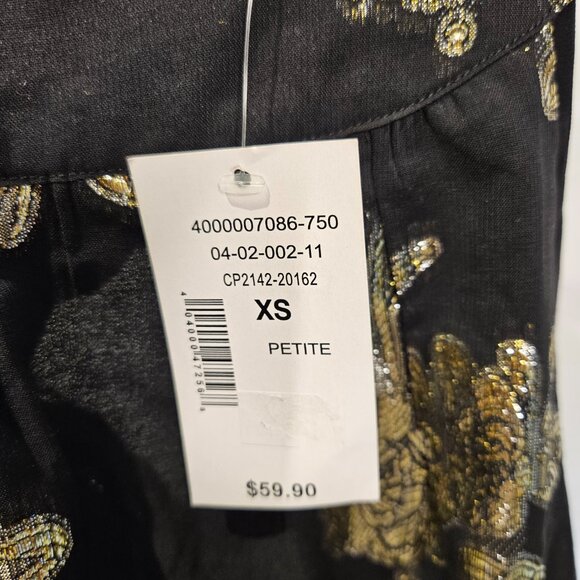 4000007086-750
04-02-002-11
CP2142-20162
XS
PETITE
$59.90